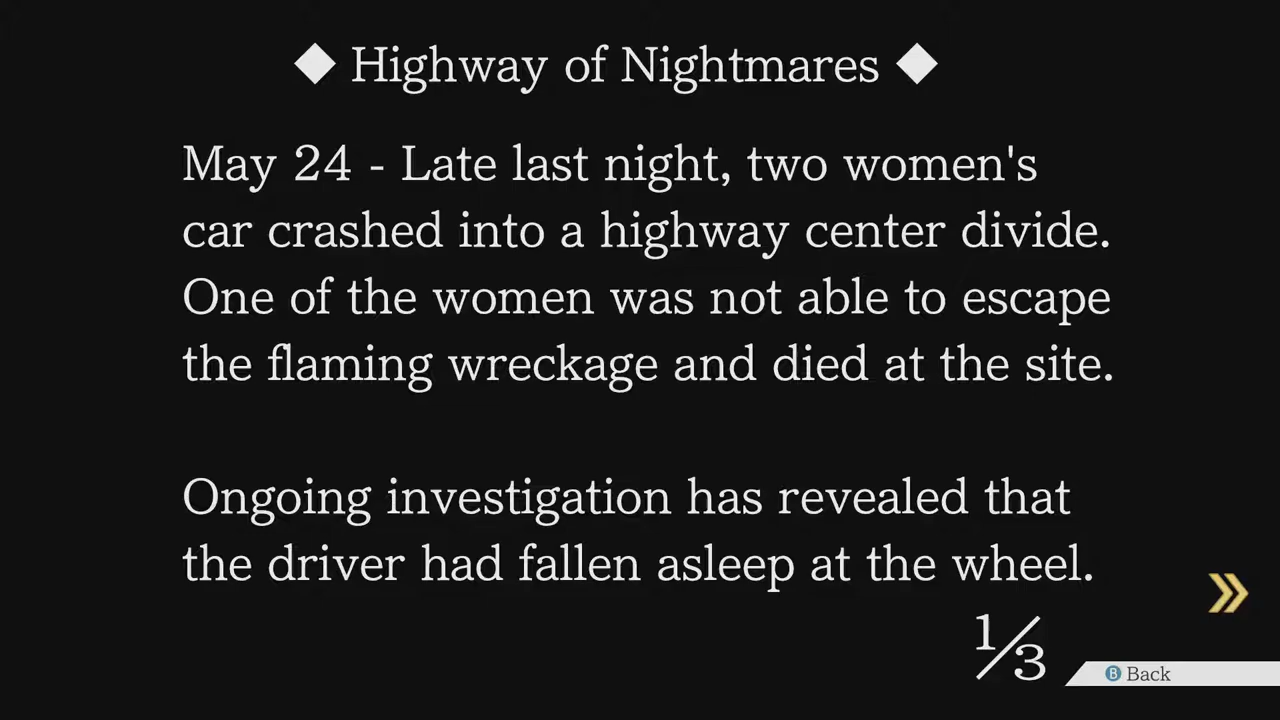 ◆ Highway of Nightmares ◆
May 24 - Late last night, two women's
car crashed into a highway center divide.
One of the women was not able to escape
the flaming wreckage and died at the site.
Ongoing investigation has revealed that
the driver had fallen asleep at the wheel.
1/3
B Back